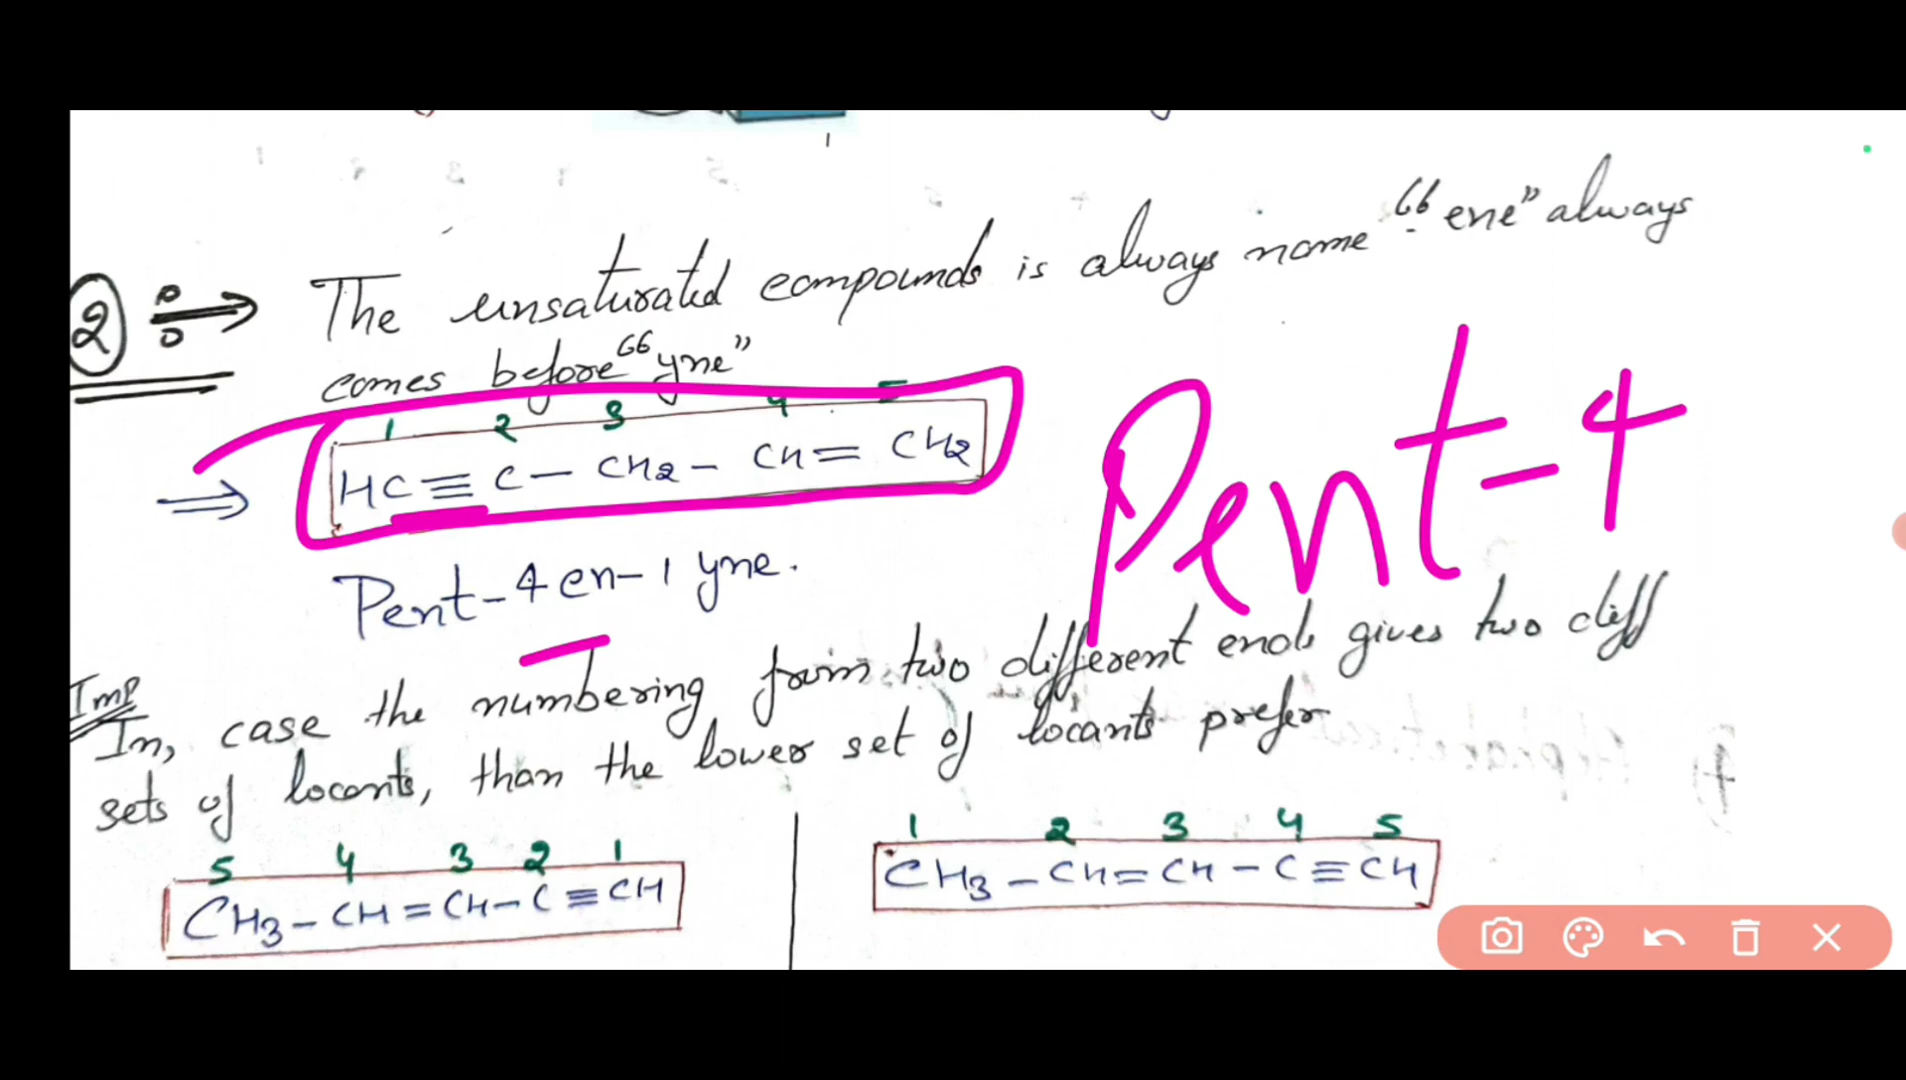 ② ⇒ The unsaturated compounds is always name "ene" always
comes before "yne"
1 2 3 4 5
⇒ HC≡C-CH2-CH=CH2
Pent-4
Pent-4en-1 yne.
Imp
In, case the numbering from two different ends gives two diff
sets of locants, than the lower set of locants prefer
5 4 3 2 1
CH3-CH=CH-C≡CH
1 2 3 4 5
CH3-CH=CH-C≡CH